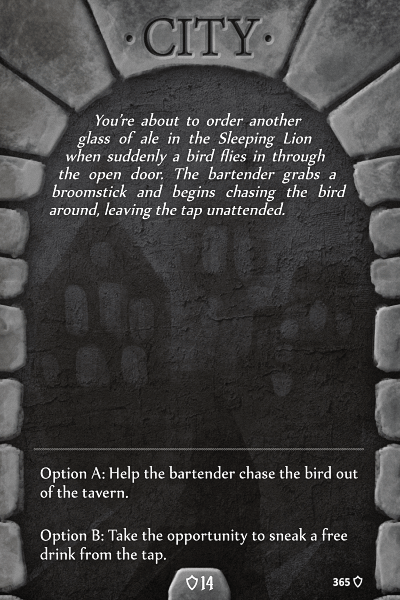 · CITY ·
You're about to order another
glass of ale in the Sleeping Lion
when suddenly a bird flies in through
the open door. The bartender grabs a
broomstick and begins chasing the bird
around, leaving the tap unattended.
Option A: Help the bartender chase the bird out
of the tavern.
Option B: Take the opportunity to sneak a free
drink from the tap.
14
365